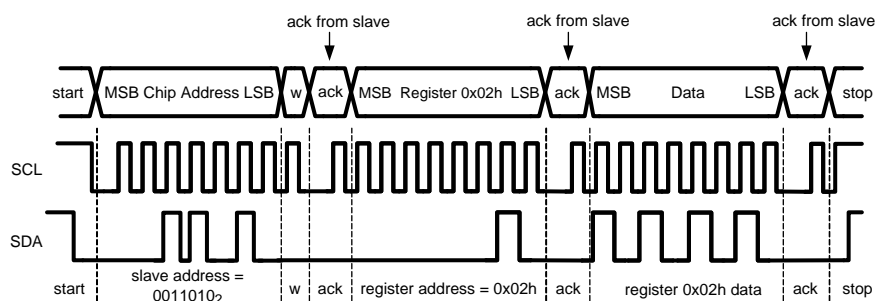 ack from slave
ack from slave
ack from slave
start
MSB Chip Address LSB
w
ack
MSB Register 0x02h LSB
ack
MSB Data LSB
ack
stop
SCL
SDA
start
slave address =
0011010₂
w
ack
register address = 0x02h
ack
register 0x02h data
ack
stop